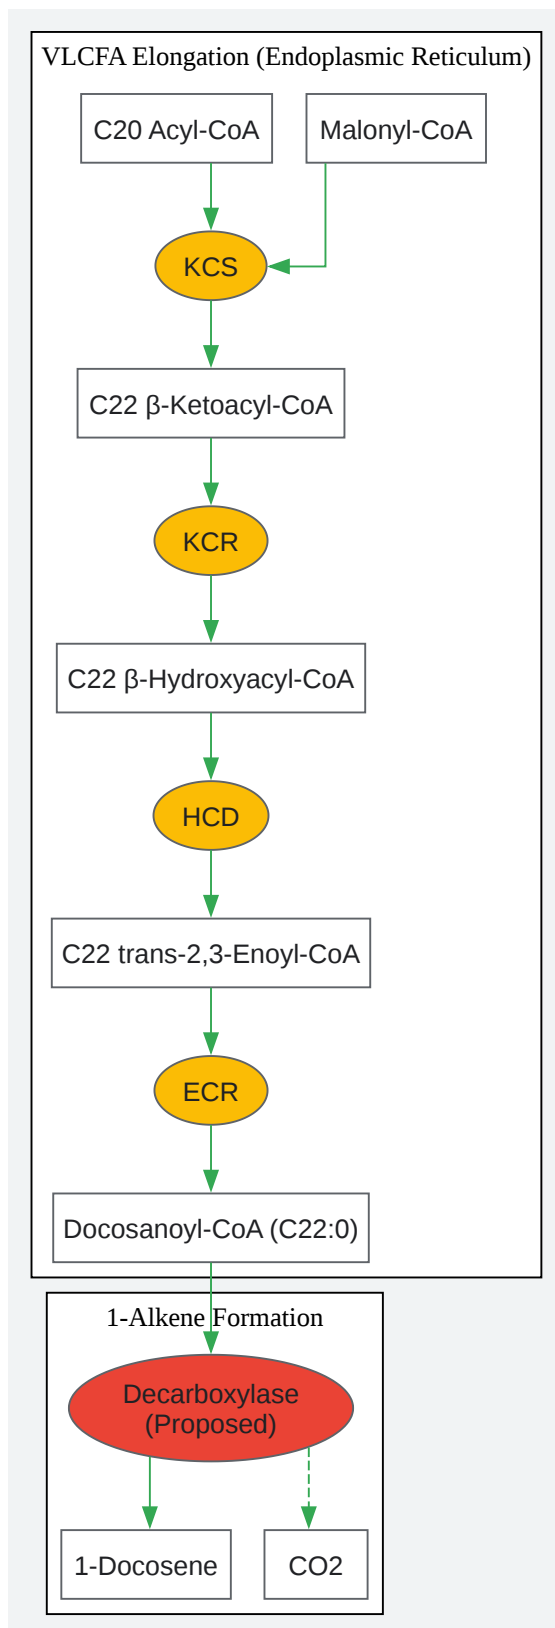 VLCFA Elongation (Endoplasmic Reticulum)
C20 Acyl-CoA
Malonyl-CoA
KCS
C22 β-Ketoacyl-CoA
KCR
C22 β-Hydroxyacyl-CoA
HCD
C22 trans-2,3-Enoyl-CoA
ECR
Docosanoyl-CoA (C22:0)
1-Alkene Formation
Decarboxylase
(Proposed)
1-Docosene
CO2